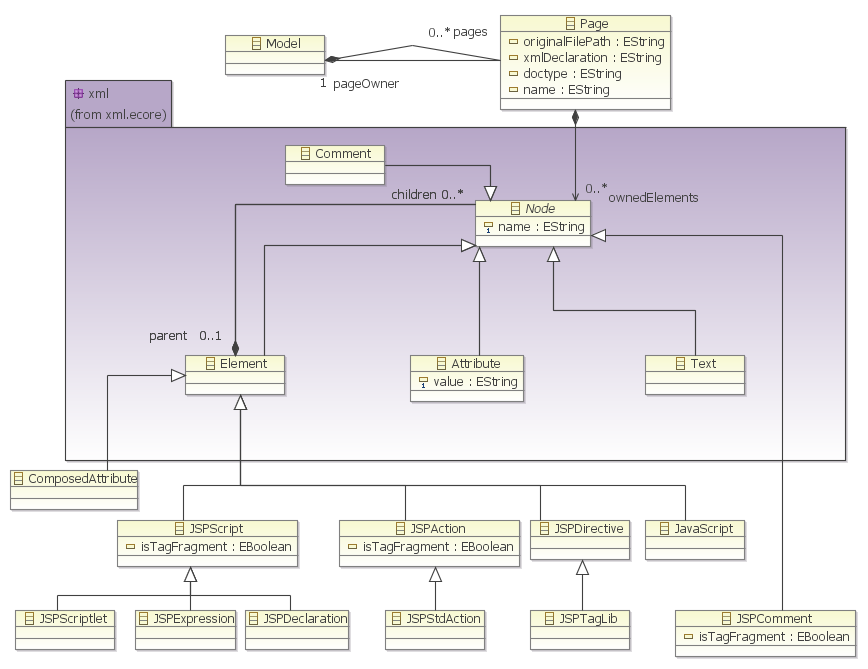 Page
originalFilePath : EString
xmlDeclaration : EString
doctype : EString
name : EString
Model
0..* pages
1 pageOwner
xml
(from xml.ecore)
Comment
children 0..*
0..*
ownedElements
Node
name : EString
parent 0..1
Element
Attribute
value : EString
Text
ComposedAttribute
JSPScript
isTagFragment : EBoolean
JSPAction
isTagFragment : EBoolean
JSPDirective
JavaScript
JSPScriptlet
JSPExpression
JSPDeclaration
JSPStdAction
JSPTagLib
JSPComment
isTagFragment : EBoolean